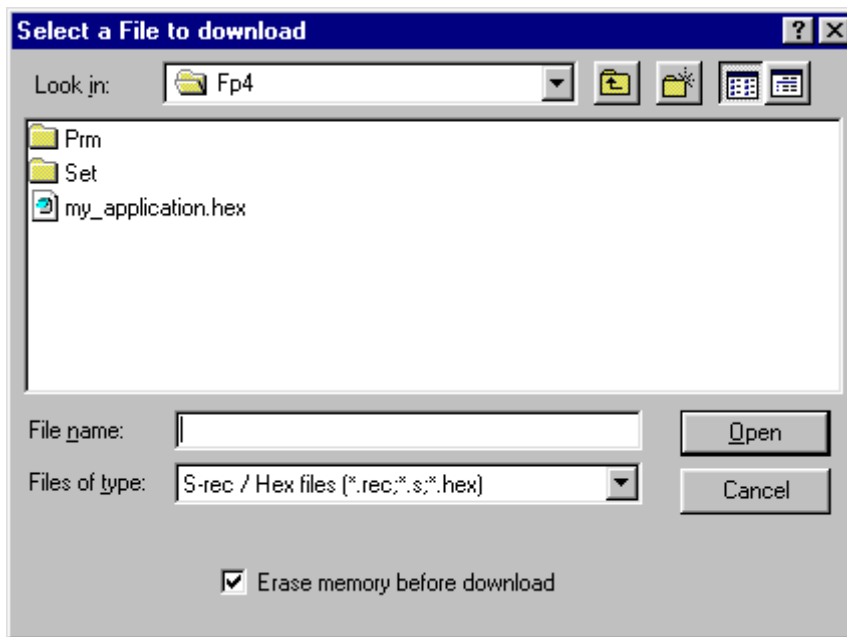 Select a File to download
Look in: Fp4
Prm
Set
my_application.hex
File name: Open
Files of type: S-rec / Hex files (*.rec;*.s;*.hex) Cancel
Erase memory before download